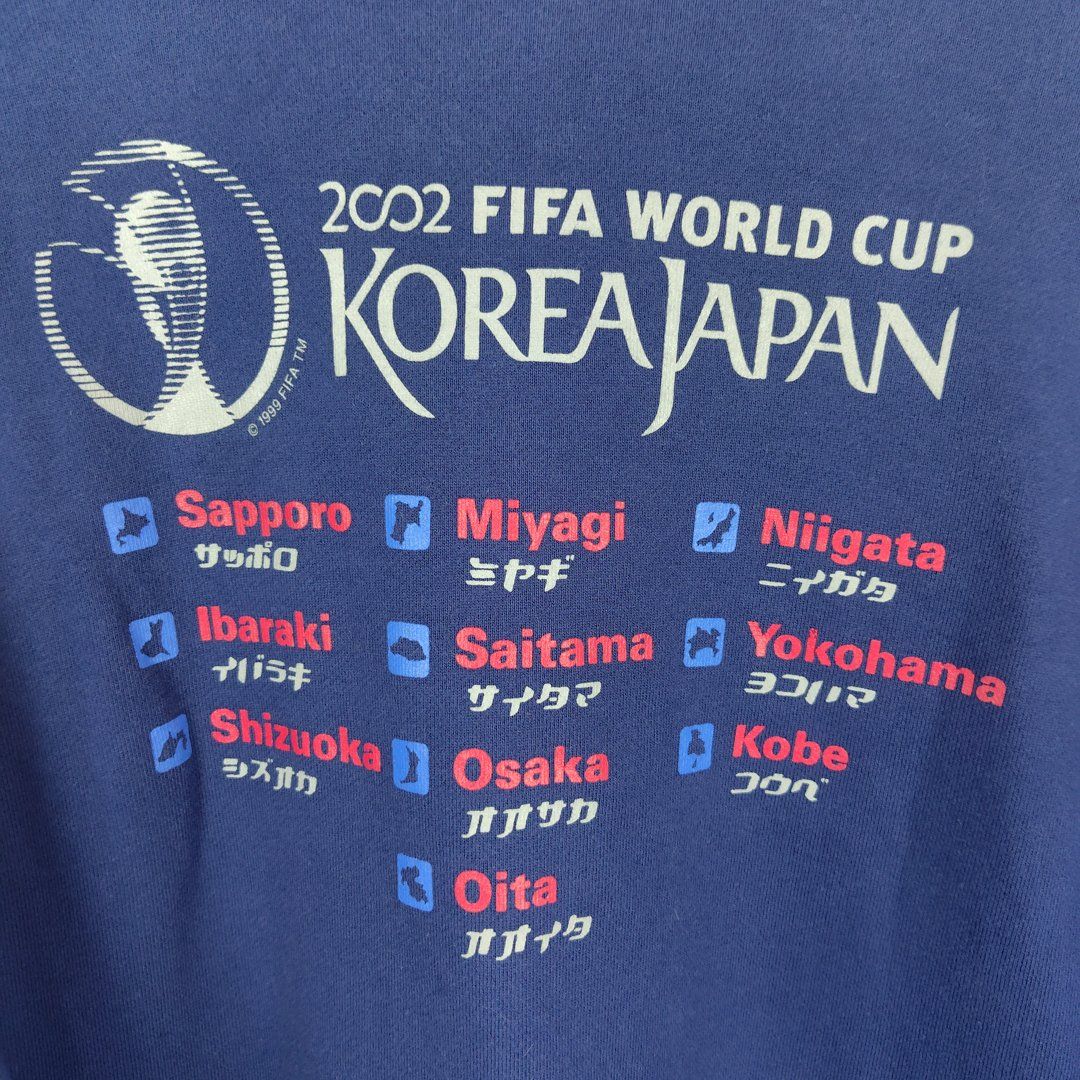 2002 FIFA WORLD CUP
KOREA JAPAN
© 1999 FIFA TM
Sapporo
サッポロ
Miyagi
ミヤギ
Niigata
ニイガタ
Ibaraki
イバラキ
Saitama
サイタマ
Yokohama
ヨコハマ
Shizuoka
シズオカ
Osaka
オオサカ
Kobe
コウベ
Oita
オオイタ